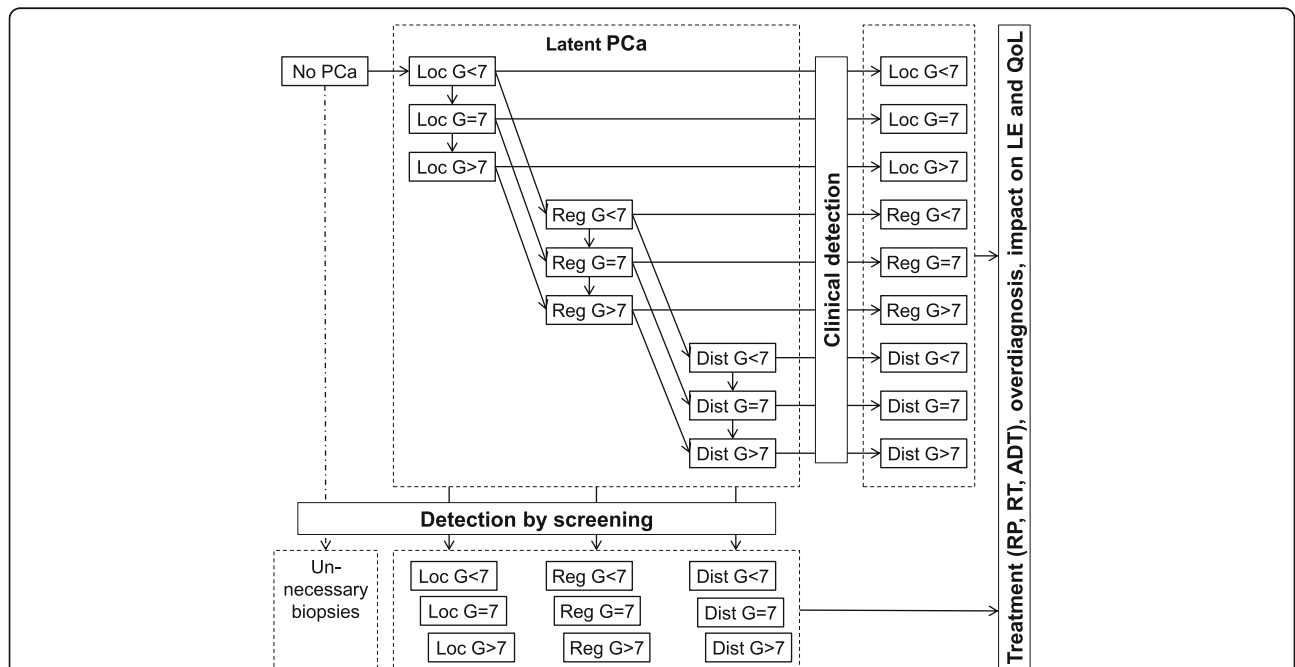 Latent PCa
No PCa
Loc G<7
Loc G=7
Loc G>7
Reg G<7
Reg G=7
Reg G>7
Dist G<7
Dist G=7
Dist G>7
Clinical detection
Loc G<7
Loc G=7
Loc G>7
Reg G<7
Reg G=7
Reg G>7
Dist G<7
Dist G=7
Dist G>7
Treatment (RP, RT, ADT), overdiagnosis, impact on LE and QoL
Detection by screening
Un-
necessary
biopsies
Loc G<7
Loc G=7
Loc G>7
Reg G<7
Reg G=7
Reg G>7
Dist G<7
Dist G=7
Dist G>7